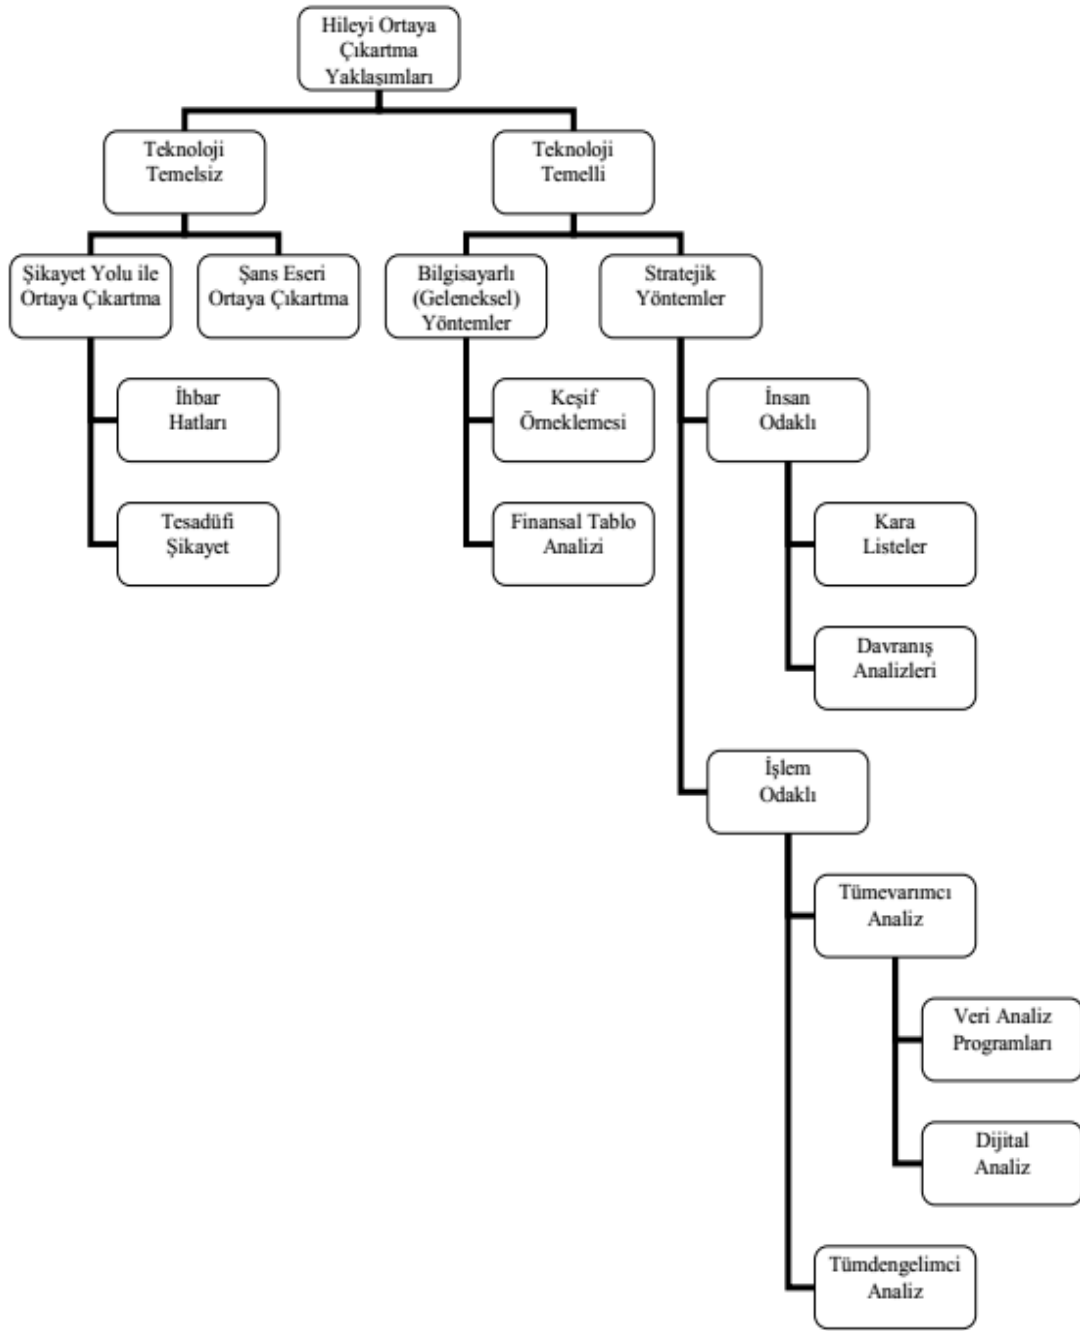 Hileyi Ortaya
Çıkartma
Yaklaşımları
Teknoloji
Temelsiz
Teknoloji
Temelli
Şikayet Yolu ile
Ortaya Çıkartma
Şans Eseri
Ortaya Çıkartma
Bilgisayarlı
(Geleneksel)
Yöntemler
Stratejik
Yöntemler
İhbar
Hatları
Keşif
Örneklemesi
İnsan
Odaklı
Tesadüfi
Şikayet
Finansal Tablo
Analizi
Kara
Listeler
Davranış
Analizleri
İşlem
Odaklı
Tümevarımcı
Analiz
Veri Analiz
Programları
Dijital
Analiz
Tümdengelimci
Analiz